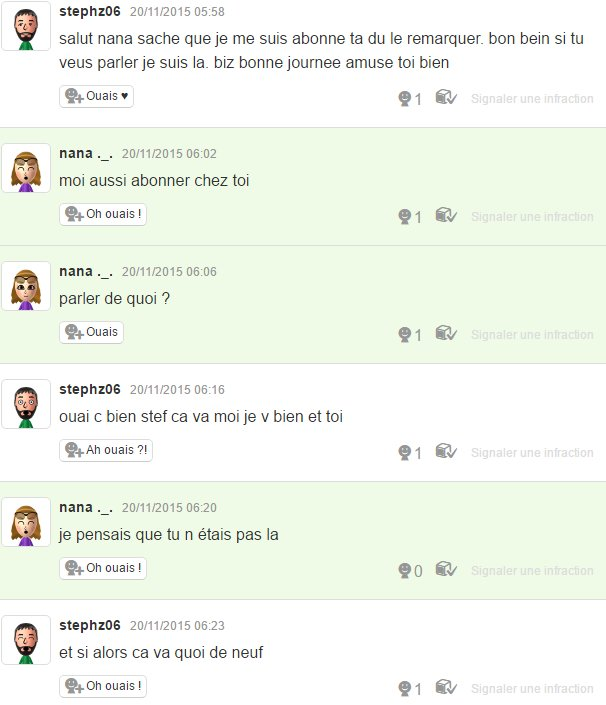 stephz06 20/11/2015 05:58
salut nana sache que je me suis abonne ta du le remarquer. bon bein si tu
veus parler je suis la. biz bonne journee amuse toi bien
Ouais ♥ 1 Signaler une infraction
nana ._. 20/11/2015 06:02
moi aussi abonner chez toi
Oh ouais ! 1 Signaler une infraction
nana ._. 20/11/2015 06:06
parler de quoi ?
Ouais 1 Signaler une infraction
stephz06 20/11/2015 06:16
ouai c bien stef ca va moi je v bien et toi
Ah ouais ?! 1 Signaler une infraction
nana ._. 20/11/2015 06:20
je pensais que tu n étais pas la
Oh ouais ! 0 Signaler une infraction
stephz06 20/11/2015 06:23
et si alors ca va quoi de neuf
Oh ouais ! 1 Signaler une infraction